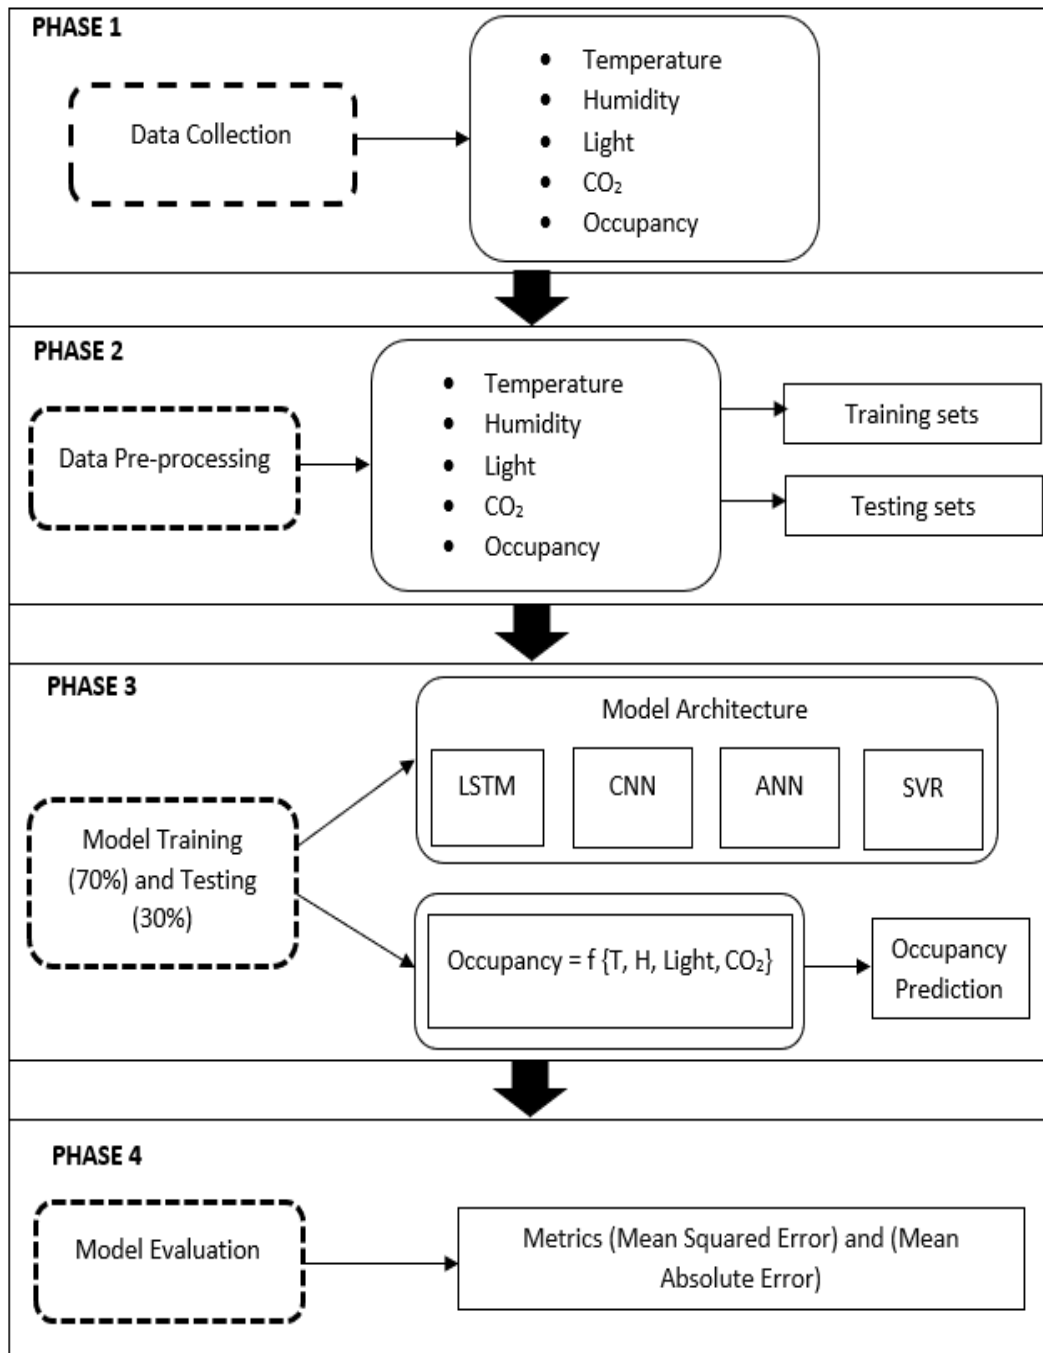 PHASE 1
Data Collection
• Temperature
• Humidity
• Light
• CO₂
• Occupancy
PHASE 2
Data Pre-processing
• Temperature
• Humidity
• Light
• CO₂
• Occupancy
Training sets
Testing sets
PHASE 3
Model Training
(70%) and Testing
(30%)
Model Architecture
LSTM
CNN
ANN
SVR
Occupancy = f {T, H, Light, CO₂}
Occupancy
Prediction
PHASE 4
Model Evaluation
Metrics (Mean Squared Error) and (Mean
Absolute Error)